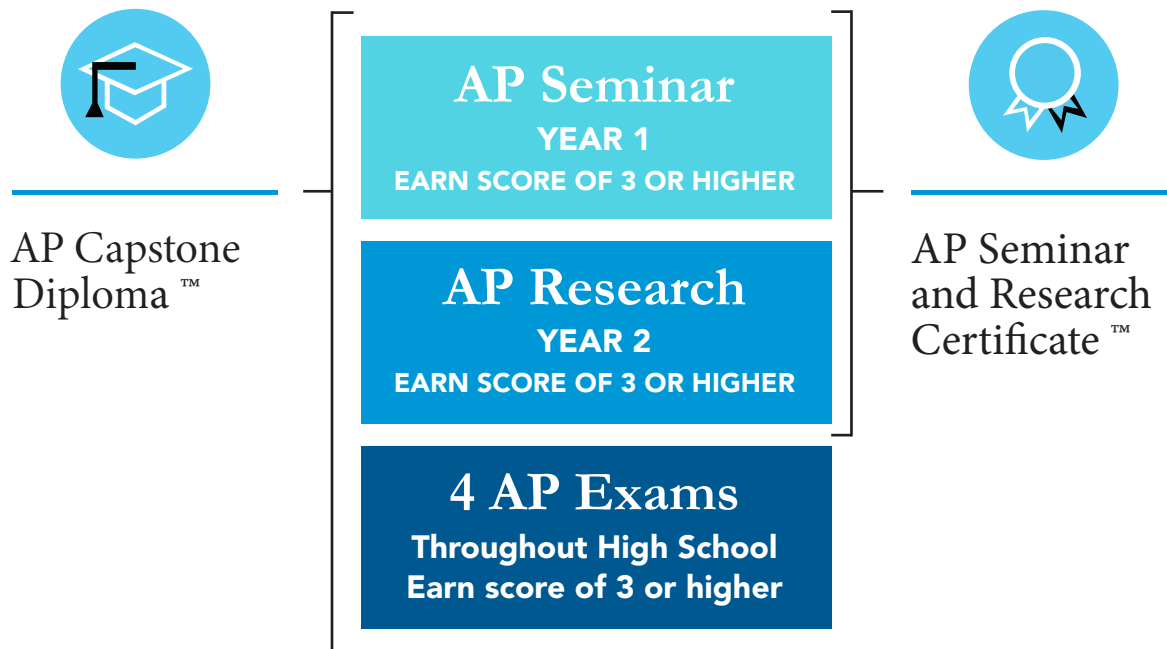 AP Capstone
Diploma ™
AP Seminar
YEAR 1
EARN SCORE OF 3 OR HIGHER
AP Research
YEAR 2
EARN SCORE OF 3 OR HIGHER
4 AP Exams
Throughout High School
Earn score of 3 or higher
AP Seminar
and Research
Certificate ™